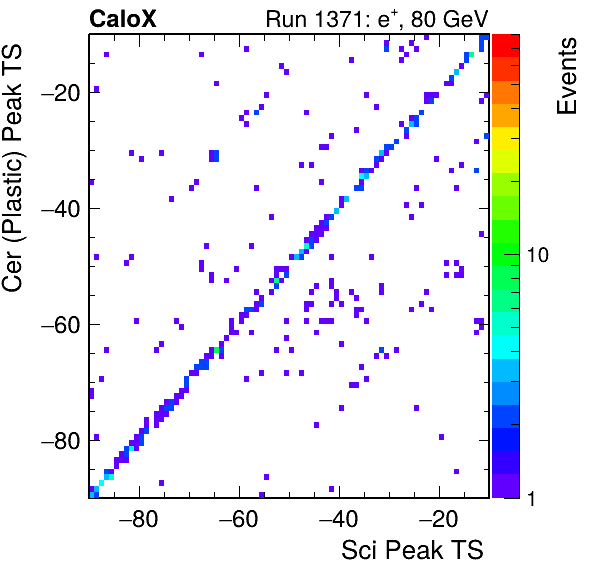 CaloX Run 1371: e⁺, 80 GeV
Cer (Plastic) Peak TS
−20
−40
−60
−80
−80 −60 −40 −20
Sci Peak TS
Events
10
1